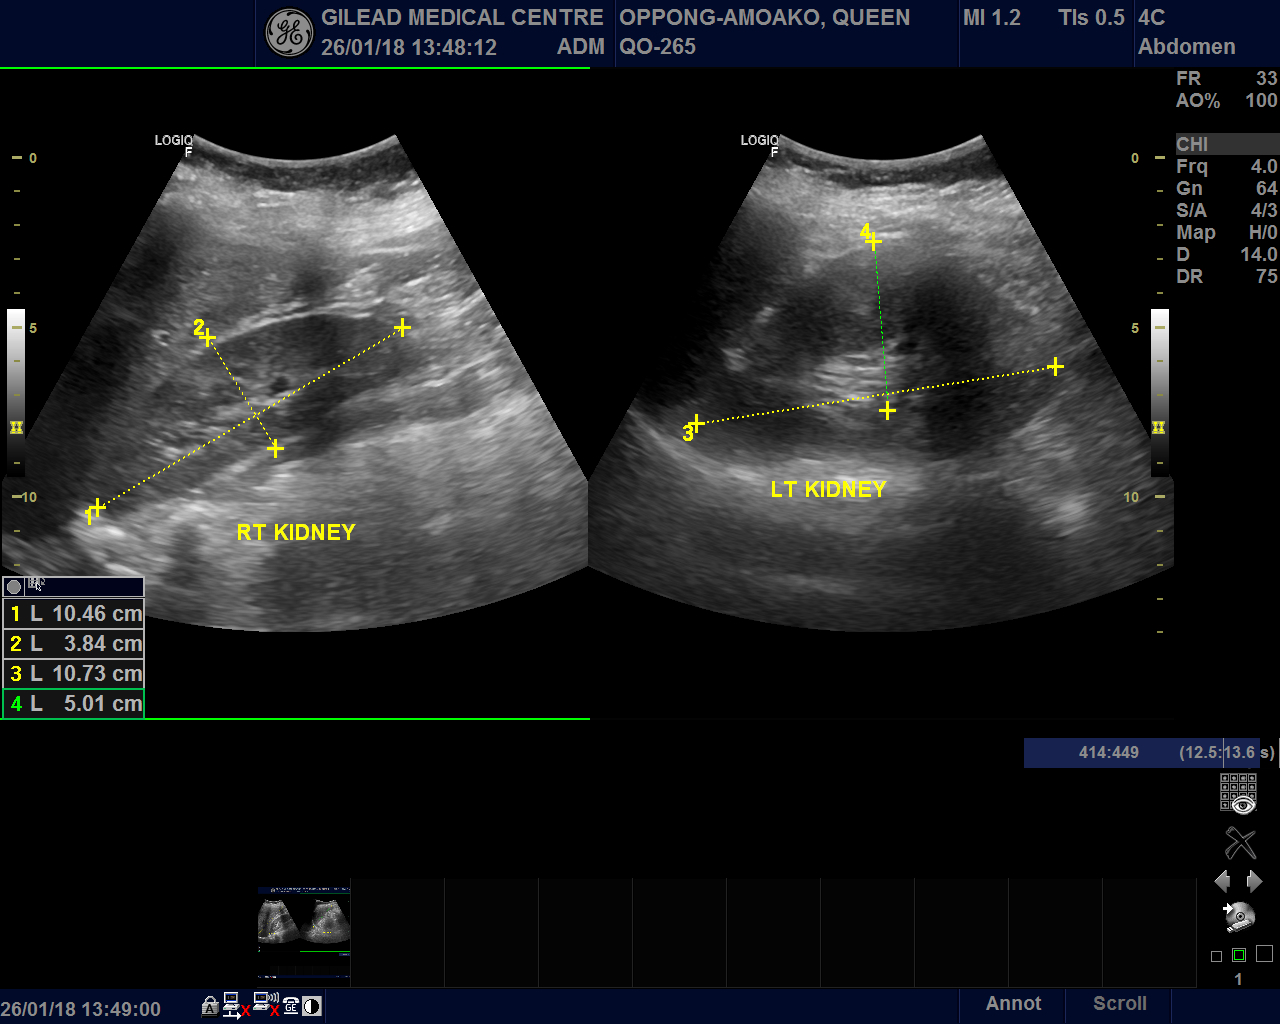 GILEAD MEDICAL CENTRE
26/01/18 13:48:12 ADM
OPPONG-AMOAKO, QUEEN
QO-265
MI 1.2 TIs 0.5
4C
Abdomen
FR 33
AO% 100
CHI
Frq 4.0
Gn 64
S/A 4/3
Map H/0
D 14.0
DR 75
LOGIQ
F
0
5
10
2
1
RT KIDNEY
LOGIQ
F
0
5
10
4
3
LT KIDNEY
1 L 10.46 cm
2 L 3.84 cm
3 L 10.73 cm
4 L 5.01 cm
414:449 (12.5:13.6 s)
1
26/01/18 13:49:00
A
GE
Annot
Scroll